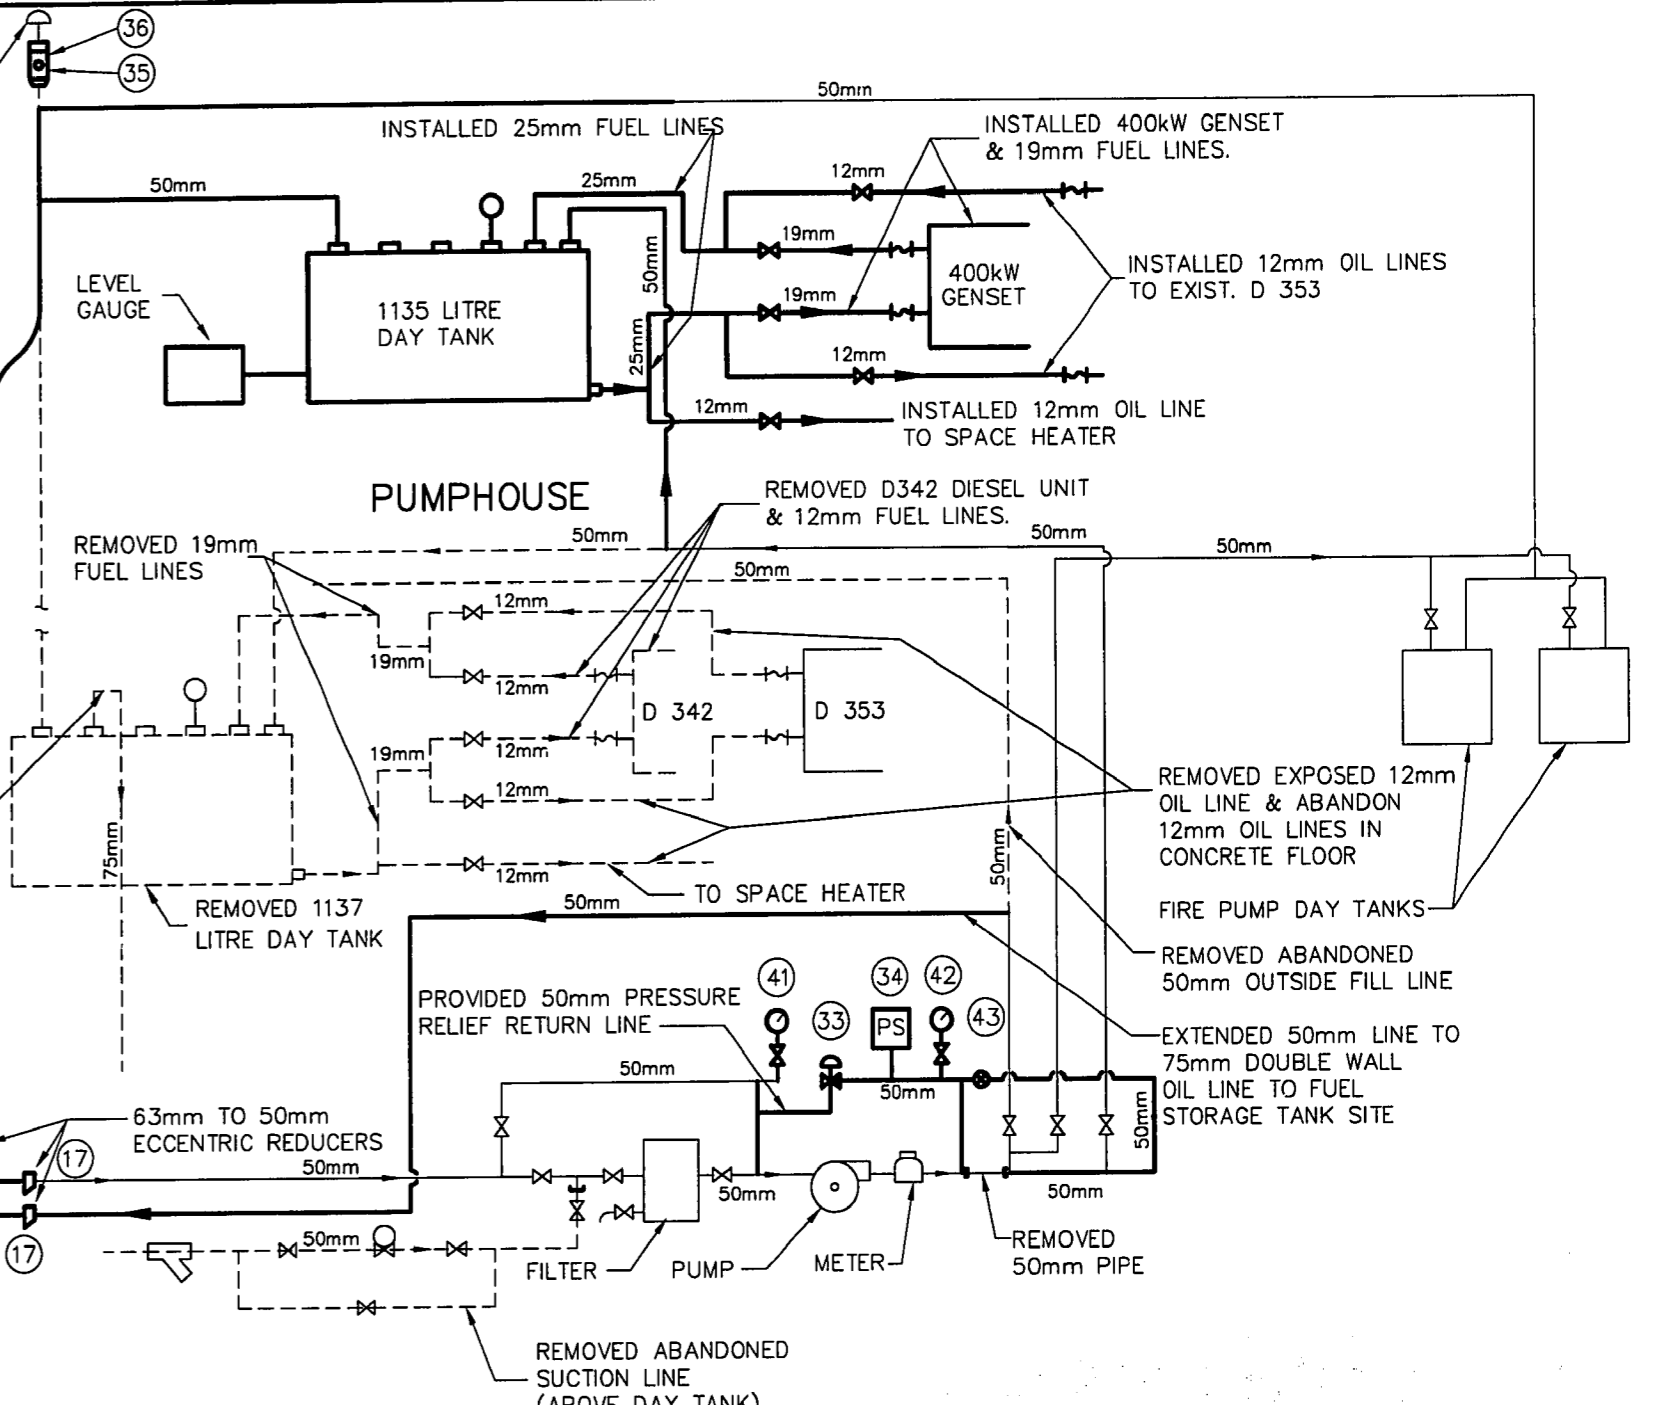 36
35
50mm
INSTALLED 25mm FUEL LINES
INSTALLED 400kW GENSET
& 19mm FUEL LINES.
50mm
25mm
12mm
19mm
50mm
400kW
GENSET
INSTALLED 12mm OIL LINES
TO EXIST. D 353
LEVEL
GAUGE
1135 LITRE
DAY TANK
19mm
25mm
12mm
12mm
INSTALLED 12mm OIL LINE
TO SPACE HEATER
PUMPHOUSE
REMOVED D342 DIESEL UNIT
& 12mm FUEL LINES.
REMOVED 19mm
FUEL LINES
50mm
50mm
50mm
50mm
12mm
19mm
12mm
D 342
D 353
19mm
12mm
12mm
REMOVED EXPOSED 12mm
OIL LINE & ABANDON
12mm OIL LINES IN
CONCRETE FLOOR
75mm
50mm
12mm
TO SPACE HEATER
REMOVED 1137
LITRE DAY TANK
50mm
FIRE PUMP DAY TANKS
REMOVED ABANDONED
50mm OUTSIDE FILL LINE
41
34
42
33
43
PS
PROVIDED 50mm PRESSURE
RELIEF RETURN LINE
EXTENDED 50mm LINE TO
75mm DOUBLE WALL
OIL LINE TO FUEL
STORAGE TANK SITE
50mm
50mm
50mm
63mm TO 50mm
ECCENTRIC REDUCERS
17
50mm
50mm
50mm
17
50mm
FILTER
PUMP
METER
REMOVED
50mm PIPE
REMOVED ABANDONED
SUCTION LINE
(ABOVE DAY TANK)